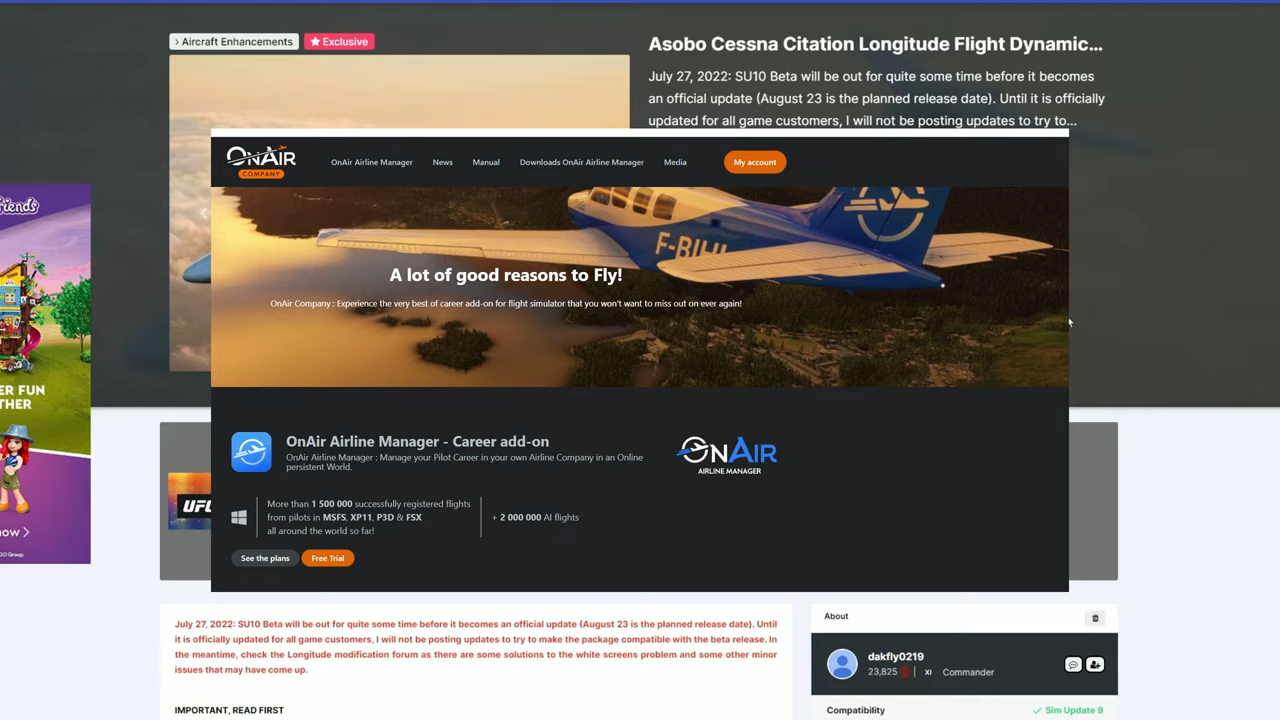 Aircraft Enhancements
Exclusive
Asobo Cessna Citation Longitude Flight Dynamic...
July 27, 2022: SU10 Beta will be out for quite some time before it becomes
an official update (August 23 is the planned release date). Until it is officially
updated for all game customers, I will not be posting updates to try to...
ONAIR
COMPANY
OnAir Airline Manager
News
Manual
Downloads OnAir Airline Manager
Media
My account
F-BIHL
A lot of good reasons to Fly!
OnAir Company : Experience the very best of career add-on for flight simulator that you won't want to miss out on ever again!
OnAir Airline Manager - Career add-on
OnAir Airline Manager : Manage your Pilot Career in your own Airline Company in an Online
persistent World.
ONAIR
AIRLINE MANAGER
More than 1 500 000 successfully registered flights
from pilots in MSFS, XP11, P3D & FSX
all around the world so far!
+ 2 000 000 AI flights
See the plans
Free Trial
UFC
July 27, 2022: SU10 Beta will be out for quite some time before it becomes an official update (August 23 is the planned release date). Until
it is officially updated for all game customers, I will not be posting updates to try to make the package compatible with the beta release. In
the meantime, check the Longitude modification forum as there are some solutions to the white screens problem and some other minor
issues that may have come up.
IMPORTANT, READ FIRST
About
dakfly0219
23,825
XI
Commander
Compatibility
Sim Update 9